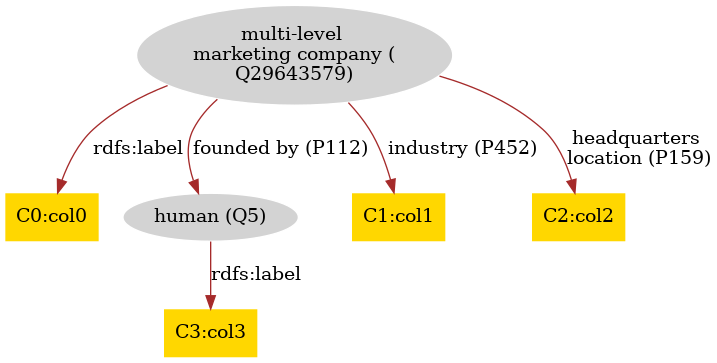 multi-level
marketing company (
Q29643579)
rdfs:label
founded by (P112)
industry (P452)
headquarters
location (P159)
C0:col0
human (Q5)
C1:col1
C2:col2
rdfs:label
C3:col3